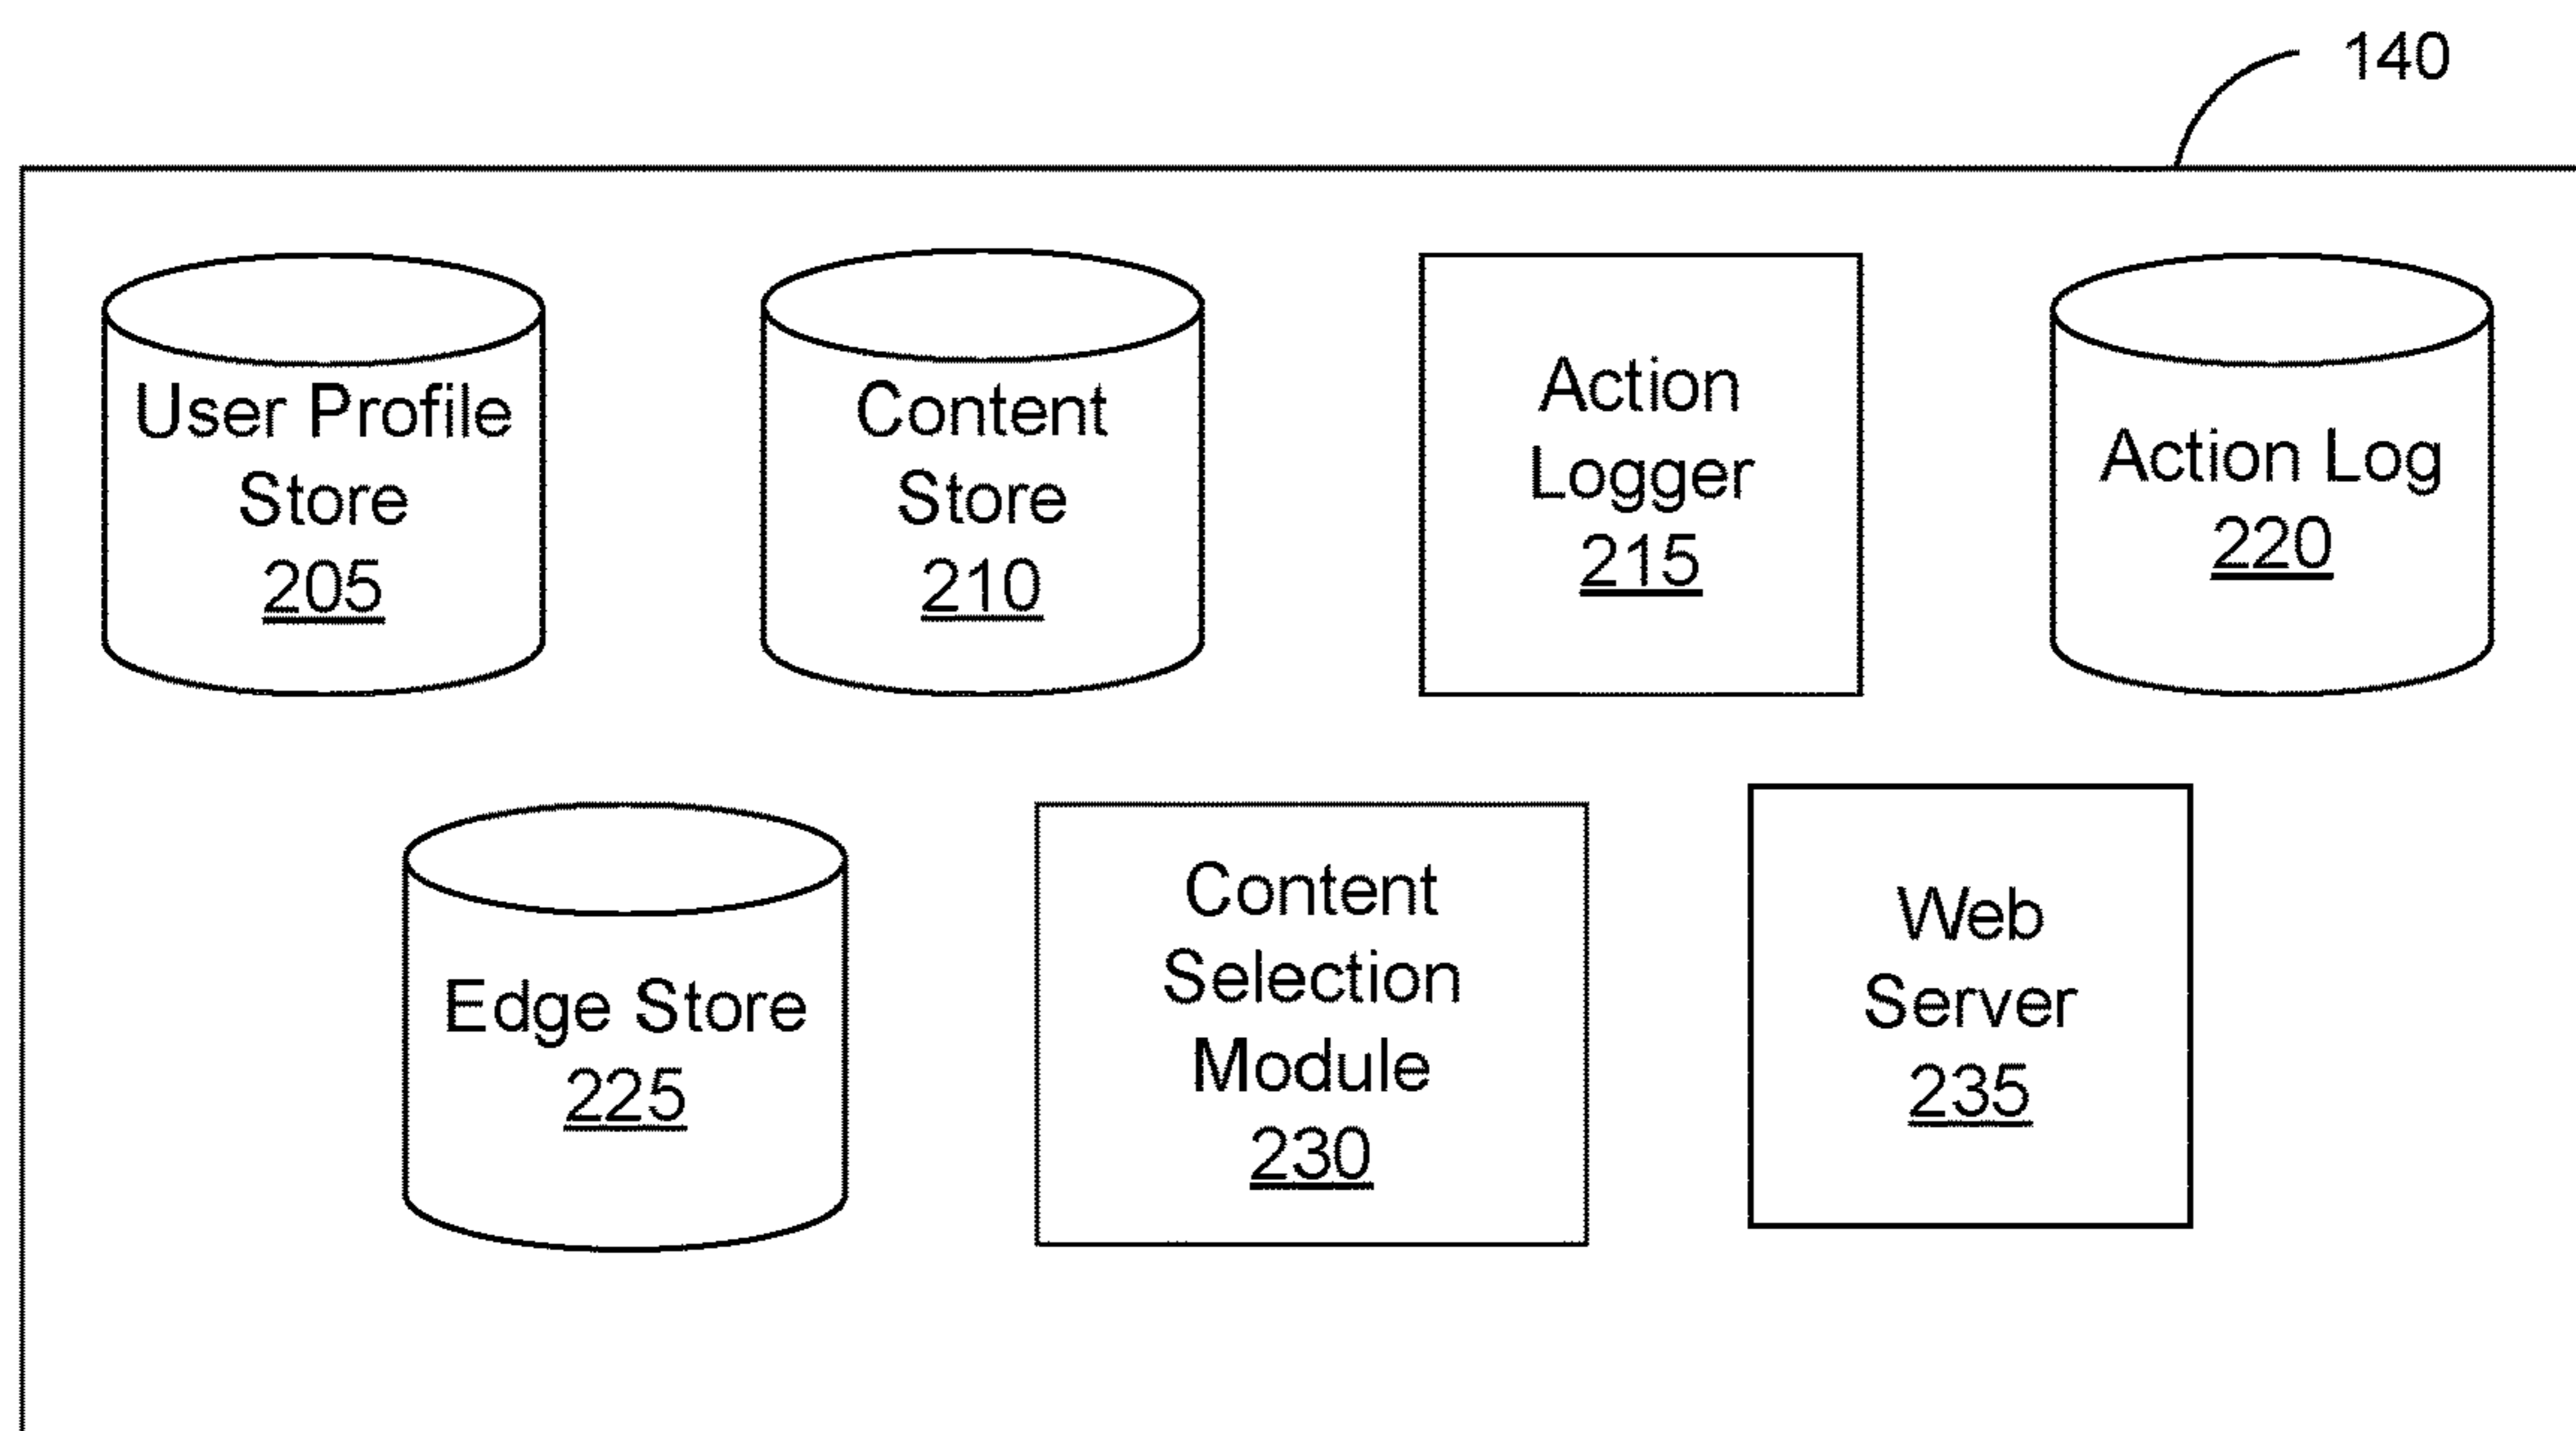 140
User Profile
Store
205
Content
Store
210
Action
Logger
215
Action Log
220
Edge Store
225
Content
Selection
Module
230
Web
Server
235